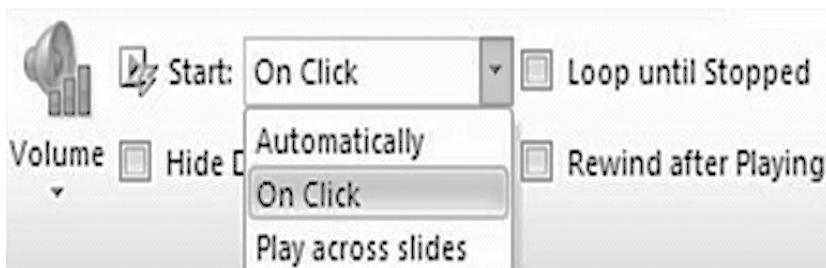 Start: On Click Loop until Stopped
Automatically
Volume Hide D Rewind after Playing
On Click
Play across slides